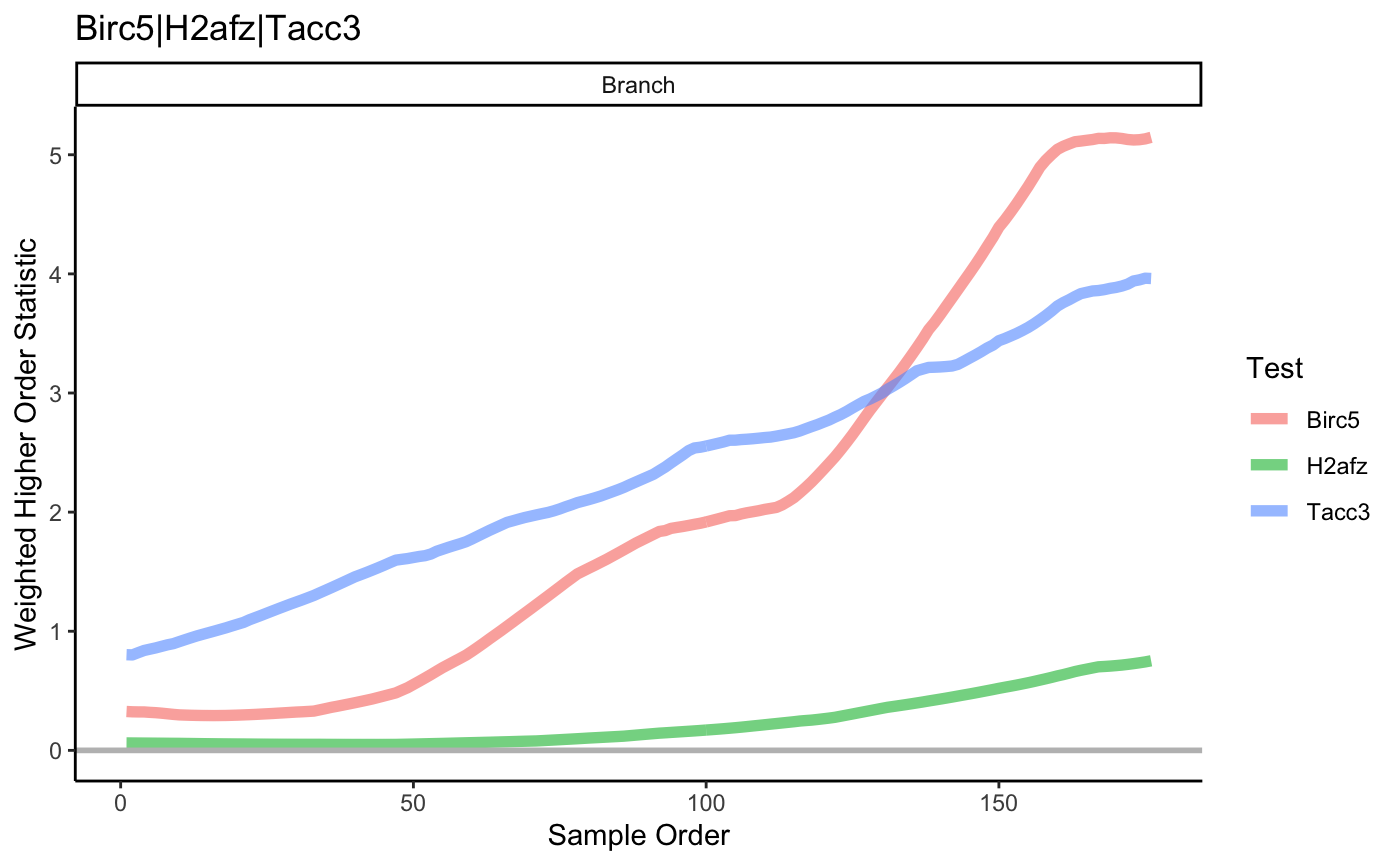 Birc5|H2afz|Tacc3
Branch
Weighted Higher Order Statistic
5
4
3
2
1
0
0 50 100 150
Sample Order
Test
Birc5
H2afz
Tacc3